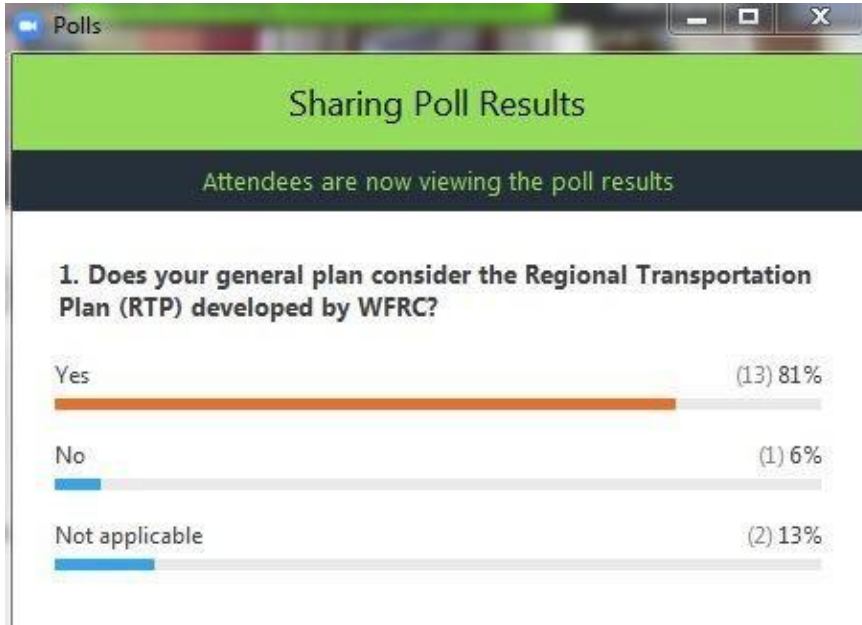 Polls
Sharing Poll Results
Attendees are now viewing the poll results
1. Does your general plan consider the Regional Transportation
Plan (RTP) developed by WFRC?
Yes (13) 81%
No (1) 6%
Not applicable (2) 13%